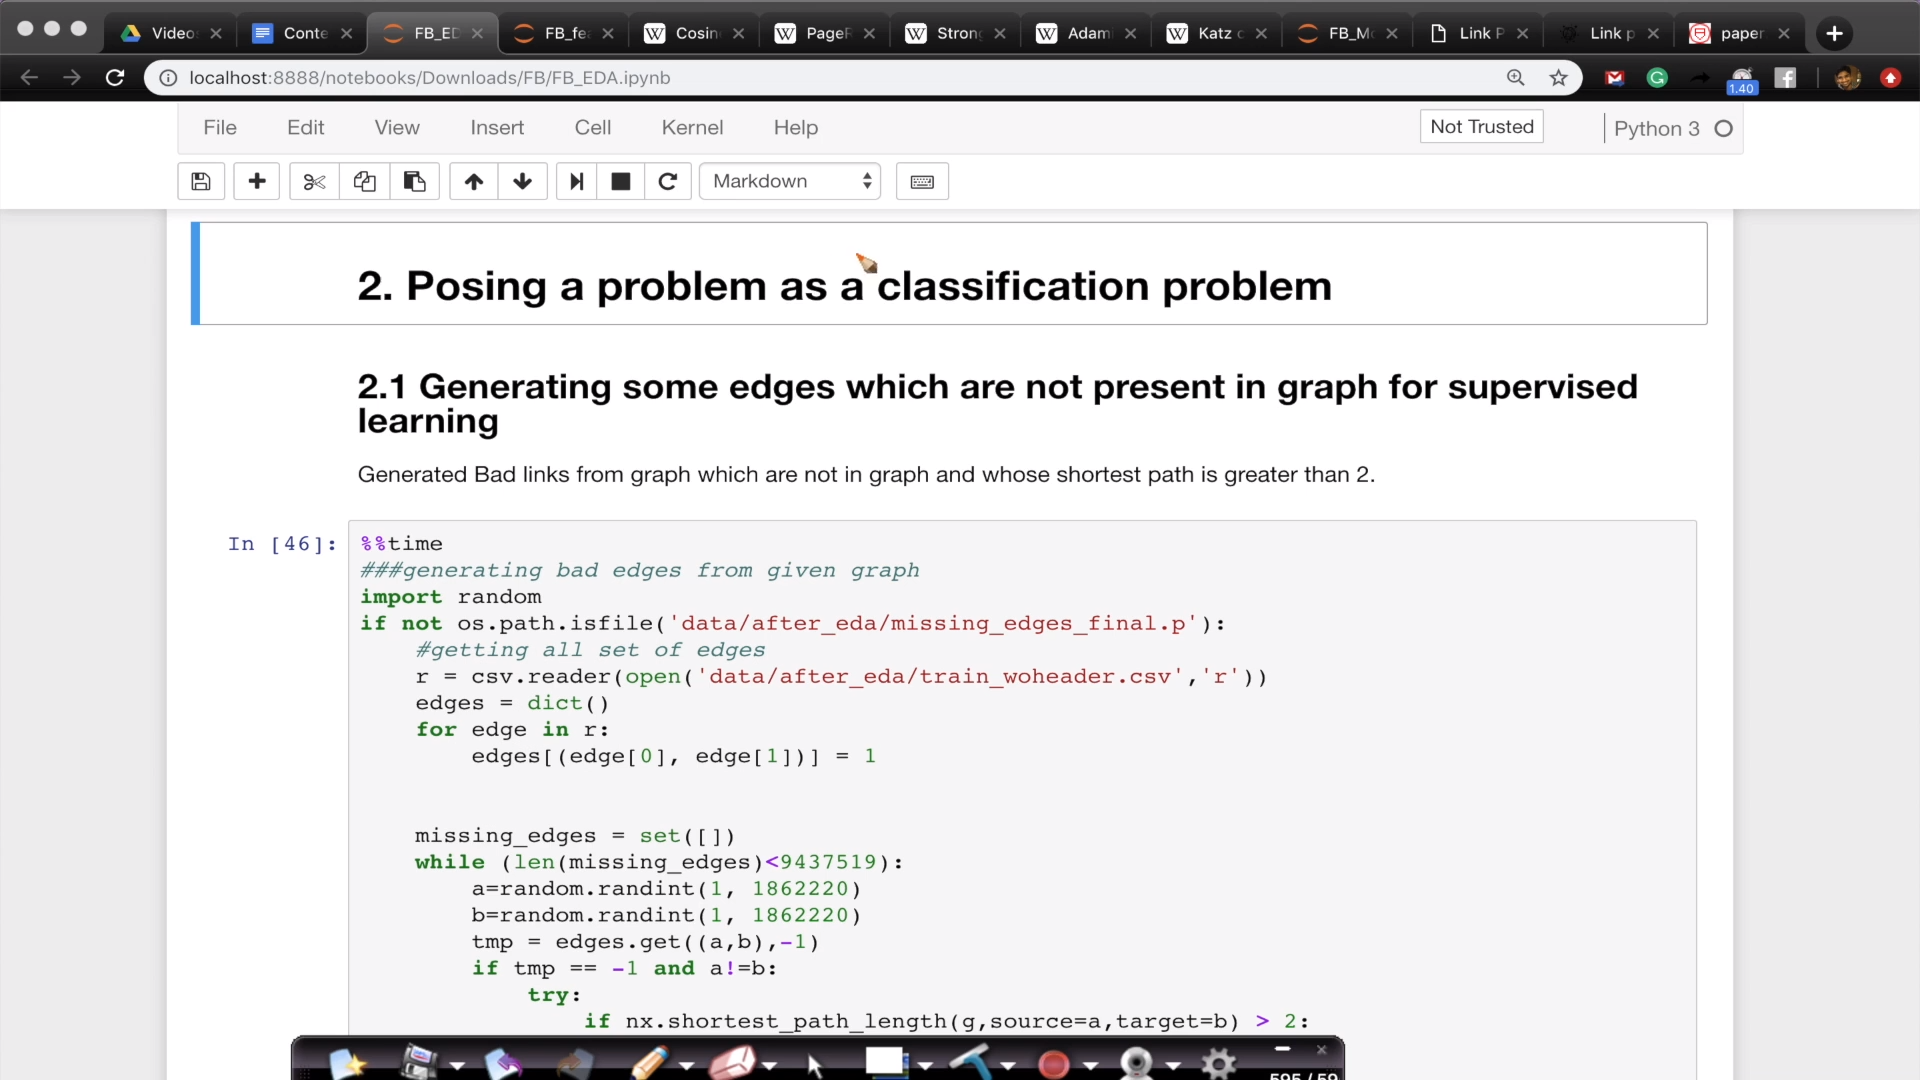 Video
Conte
FB_ED
FB_fea
Cosin
PageR
Strong
Adami
Katz c
FB_Mo
Link P
Link p
paper
localhost:8888/notebooks/Downloads/FB/FB_EDA.ipynb
1.40
File Edit View Insert Cell Kernel Help
Not Trusted
Python 3
Markdown
2. Posing a problem as a classification problem
2.1 Generating some edges which are not present in graph for supervised
learning
Generated Bad links from graph which are not in graph and whose shortest path is greater than 2.
In [46]:
%%time
###generating bad edges from given graph
import random
if not os.path.isfile('data/after_eda/missing_edges_final.p'):
#getting all set of edges
r = csv.reader(open('data/after_eda/train_woheader.csv','r'))
edges = dict()
for edge in r:
edges[(edge[0], edge[1])] = 1
missing_edges = set([])
while (len(missing_edges)<9437519):
a=random.randint(1, 1862220)
b=random.randint(1, 1862220)
tmp = edges.get((a,b),-1)
if tmp == -1 and a!=b:
try:
if nx.shortest_path_length(g,source=a,target=b) > 2: